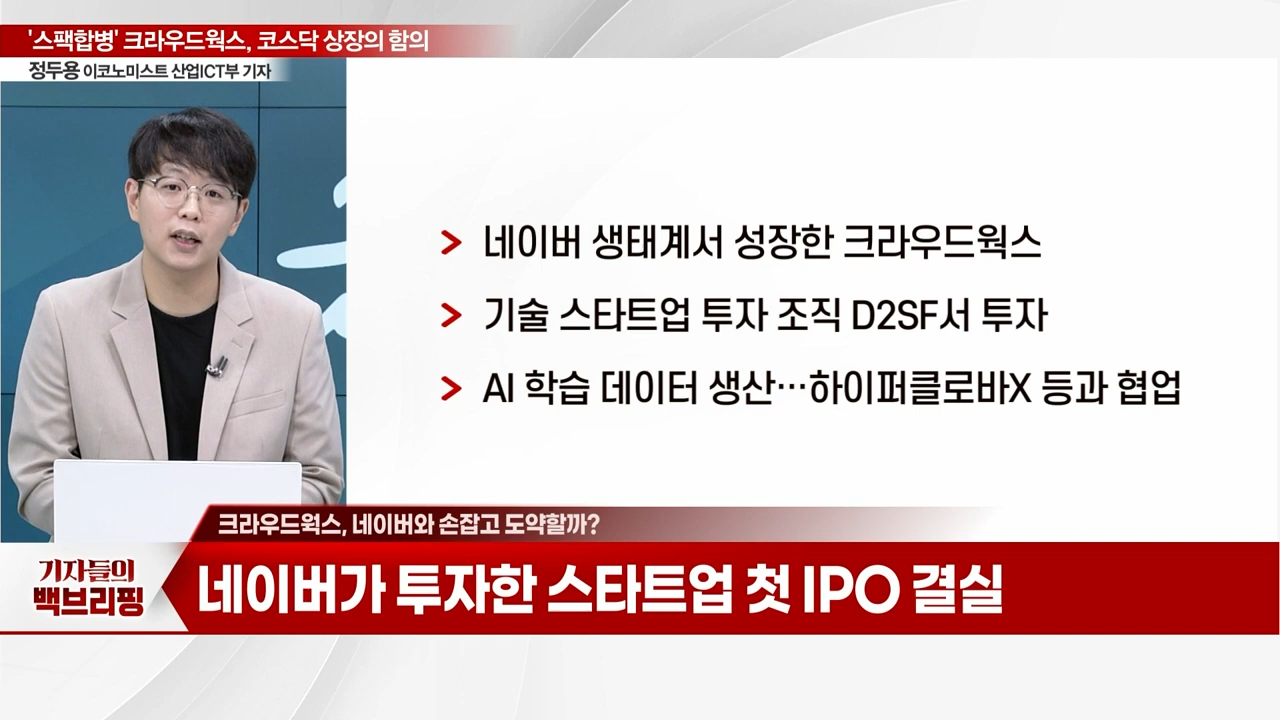 '스팩합병' 크라우드웍스, 코스닥 상장의 함의
정두용 이코노미스트 산업ICT부 기자
> 네이버 생태계서 성장한 크라우드웍스
> 기술 스타트업 투자 조직 D2SF서 투자
> AI 학습 데이터 생산…하이퍼클로바X 등과 협업
크라우드웍스, 네이버와 손잡고 도약할까?
기자들의
백브리핑
네이버가 투자한 스타트업 첫 IPO 결실